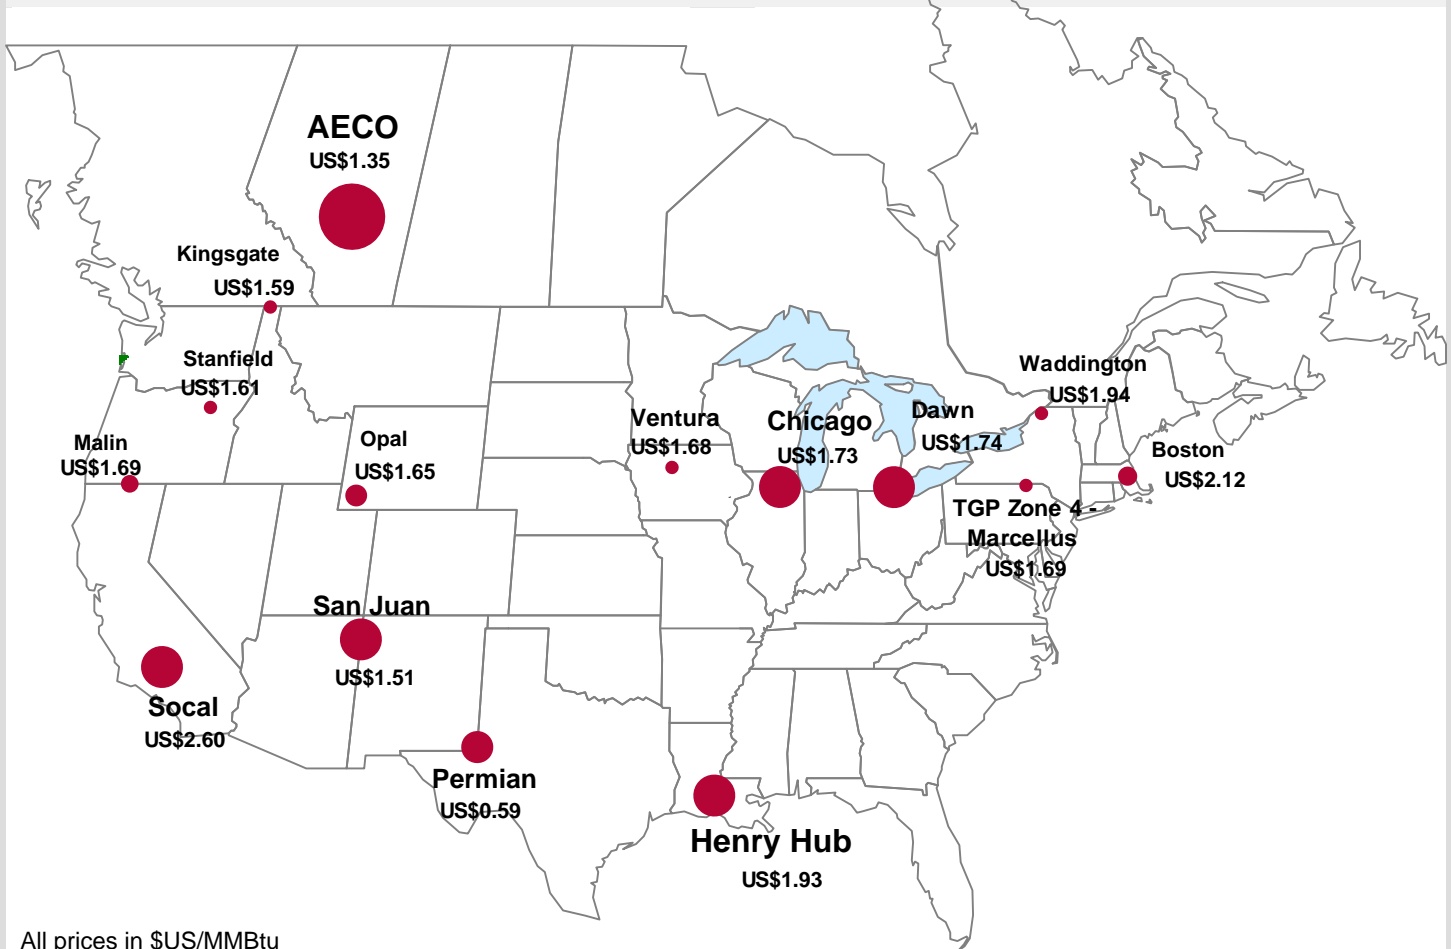 AECO
US$1.35
Kingsgate
US$1.59
Stanfield
US$1.61
Waddington
US$1.94
Ventura
US$1.68
Chicago
US$1.73
Dawn
US$1.74
Malin
US$1.69
Opal
US$1.65
Boston
US$2.12
TGP Zone 4 -
Marcellus
US$1.69
San Juan
US$1.51
Socal
US$2.60
Permian
US$0.59
Henry Hub
US$1.93
All prices in $US/MMBtu